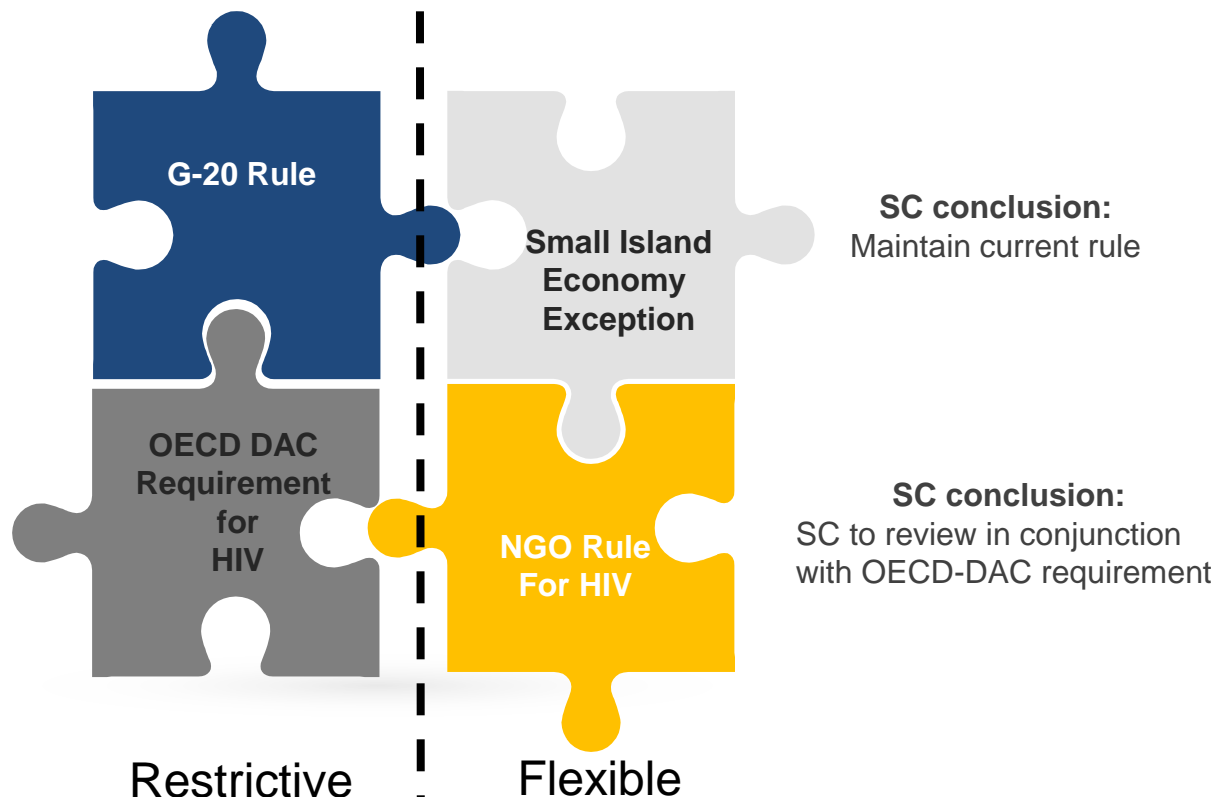 G-20 Rule
Small Island
Economy
Exception
SC conclusion:
Maintain current rule
OECD DAC
Requirement
for
HIV
NGO Rule
For HIV
SC conclusion:
SC to review in conjunction
with OECD-DAC requirement
Restrictive
Flexible